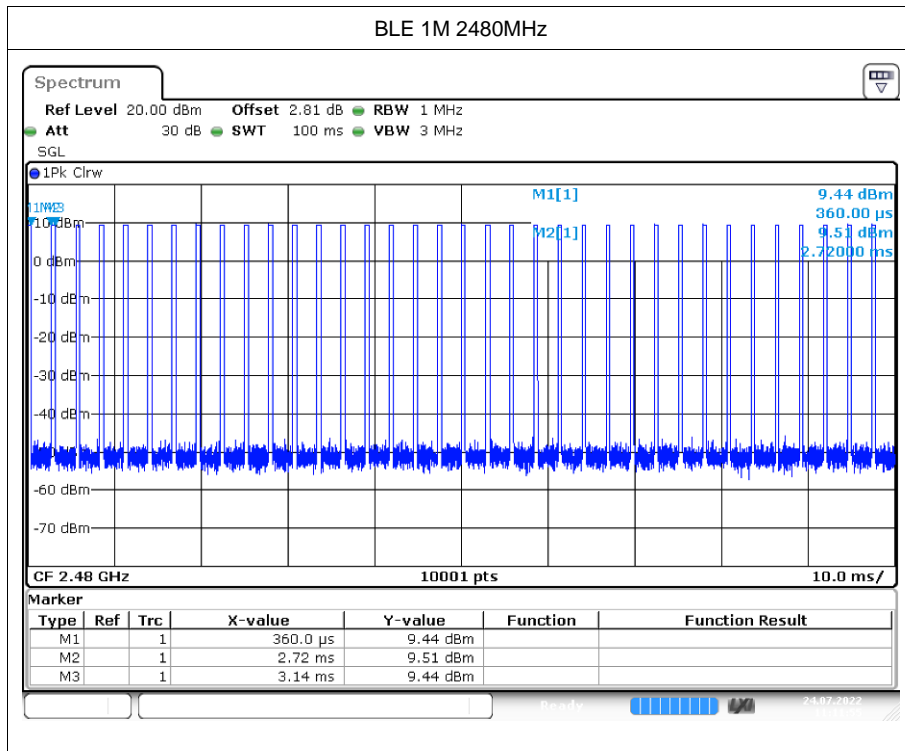 BLE 1M 2480MHz
Spectrum
Ref Level 20.00 dBm Offset 2.81 dB RBW 1 MHz
Att 30 dB SWT 100 ms VBW 3 MHz
SGL
1Pk Clrw
M1[1] 9.44 dBm
360.00 µs
M2[1] 9.51 dBm
2.72000 ms
10 dBm
0 dBm
-10 dBm
-20 dBm
-30 dBm
-40 dBm
-60 dBm
-70 dBm
CF 2.48 GHz 10001 pts 10.0 ms/
Marker
Type Ref Trc X-value Y-value Function Function Result
M1 1 360.0 µs 9.44 dBm
M2 1 2.72 ms 9.51 dBm
M3 1 3.14 ms 9.44 dBm
Ready LXI 24.07.2022